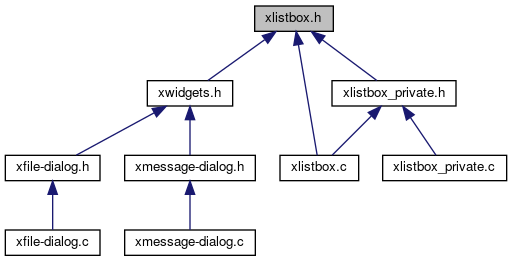 xlistbox.h
xwidgets.h
xlistbox_private.h
xfile-dialog.h
xmessage-dialog.h
xlistbox.c
xlistbox_private.c
xfile-dialog.c
xmessage-dialog.c